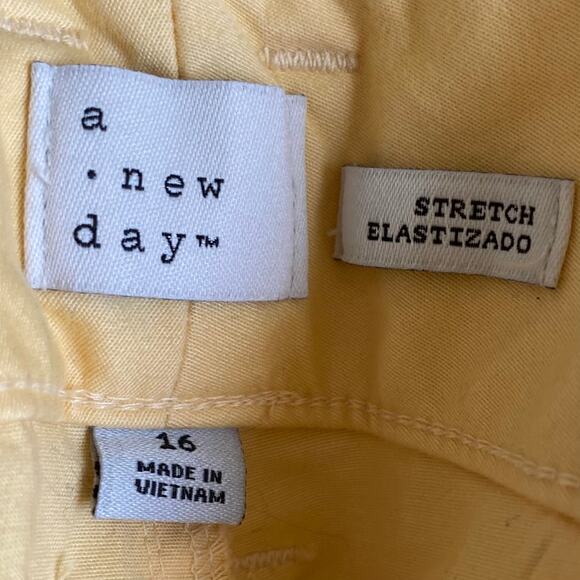 a
· new
day™
STRETCH
ELASTIZADO
16
MADE IN
VIETNAM